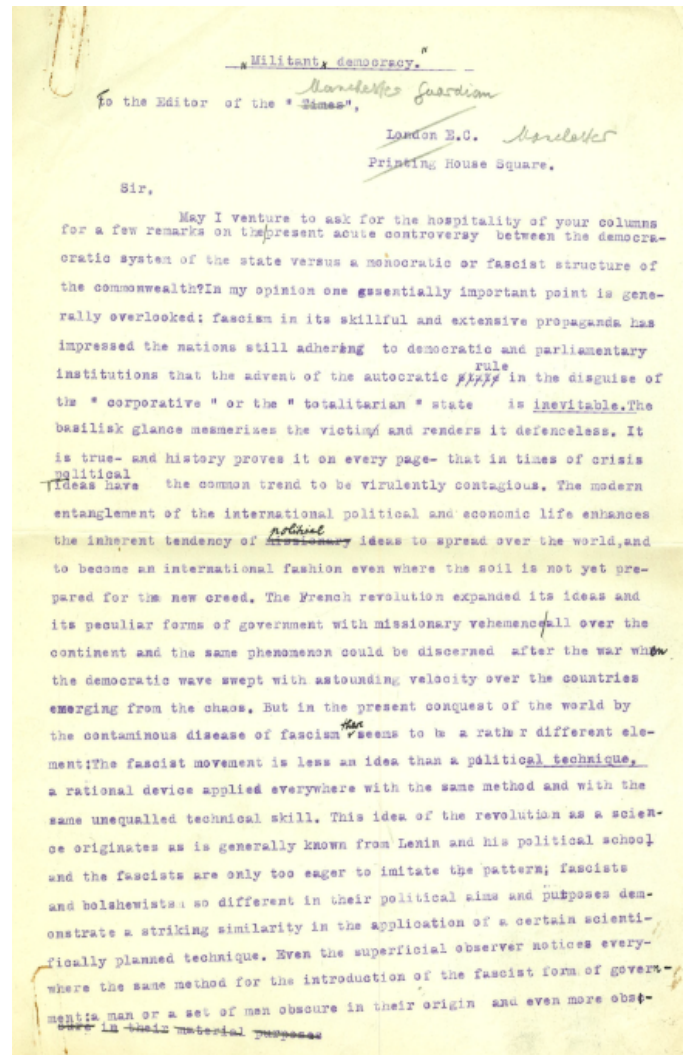 "Militant democracy."
Manchester Guardian
To the Editor of the " Times",
London E.C. Manchester
Printing House Square.
Sir,
May I venture to ask for the hospitality of your columns
for a few remarks on the present acute controversy between the democra-
cratic system of the state versus a monocratic or fascist structure of
the commonwealth?In my opinion one essentially important point is gene-
rally overlooked: fascism in its skillful and extensive propaganda has
impressed the nations still adhering to democratic and parliamentary
rule
institutions that the advent of the autocratic in the disguise of
the " corporative " or the " totalitarian " state is inevitable.The
basilisk glance mesmerizes the victim and renders it defenceless. It
is true- and history proves it on every page- that in times of crisis
political
ideas have the common trend to be virulently contagious. The modern
entanglement of the international political and economic life enhances
political
the inherent tendency of missionary ideas to spread over the world,and
to become an international fashion even where the soil is not yet pre-
pared for the new creed. The French revolution expanded its ideas and
its peculiar forms of government with missionary vehemence all over the
continent and the same phenomenon could be discerned after the war when
the democratic wave swept with astounding velocity over the countries
emerging from the chaos. But in the present conquest of the world by
there
the contaminous disease of fascism seems to be a rather different ele-
ment:The fascist movement is less an idea than a political technique,
a rational device applied everywhere with the same method and with the
same unequalled technical skill. This idea of the revolution as a scien-
ce originates as is generally known from Lenin and his political school
and the fascists are only too eager to imitate the pattern; fascists
and bolshewists so different in their political aims and purposes dem-
onstrate a striking similarity in the application of a certain scienti-
fically planned technique. Even the superficial observer notices every-
where the same method for the introduction of the fascist form of govern-
ment:a man or a set of men obscure in their origin and even more obsc-
sure in their material purposes